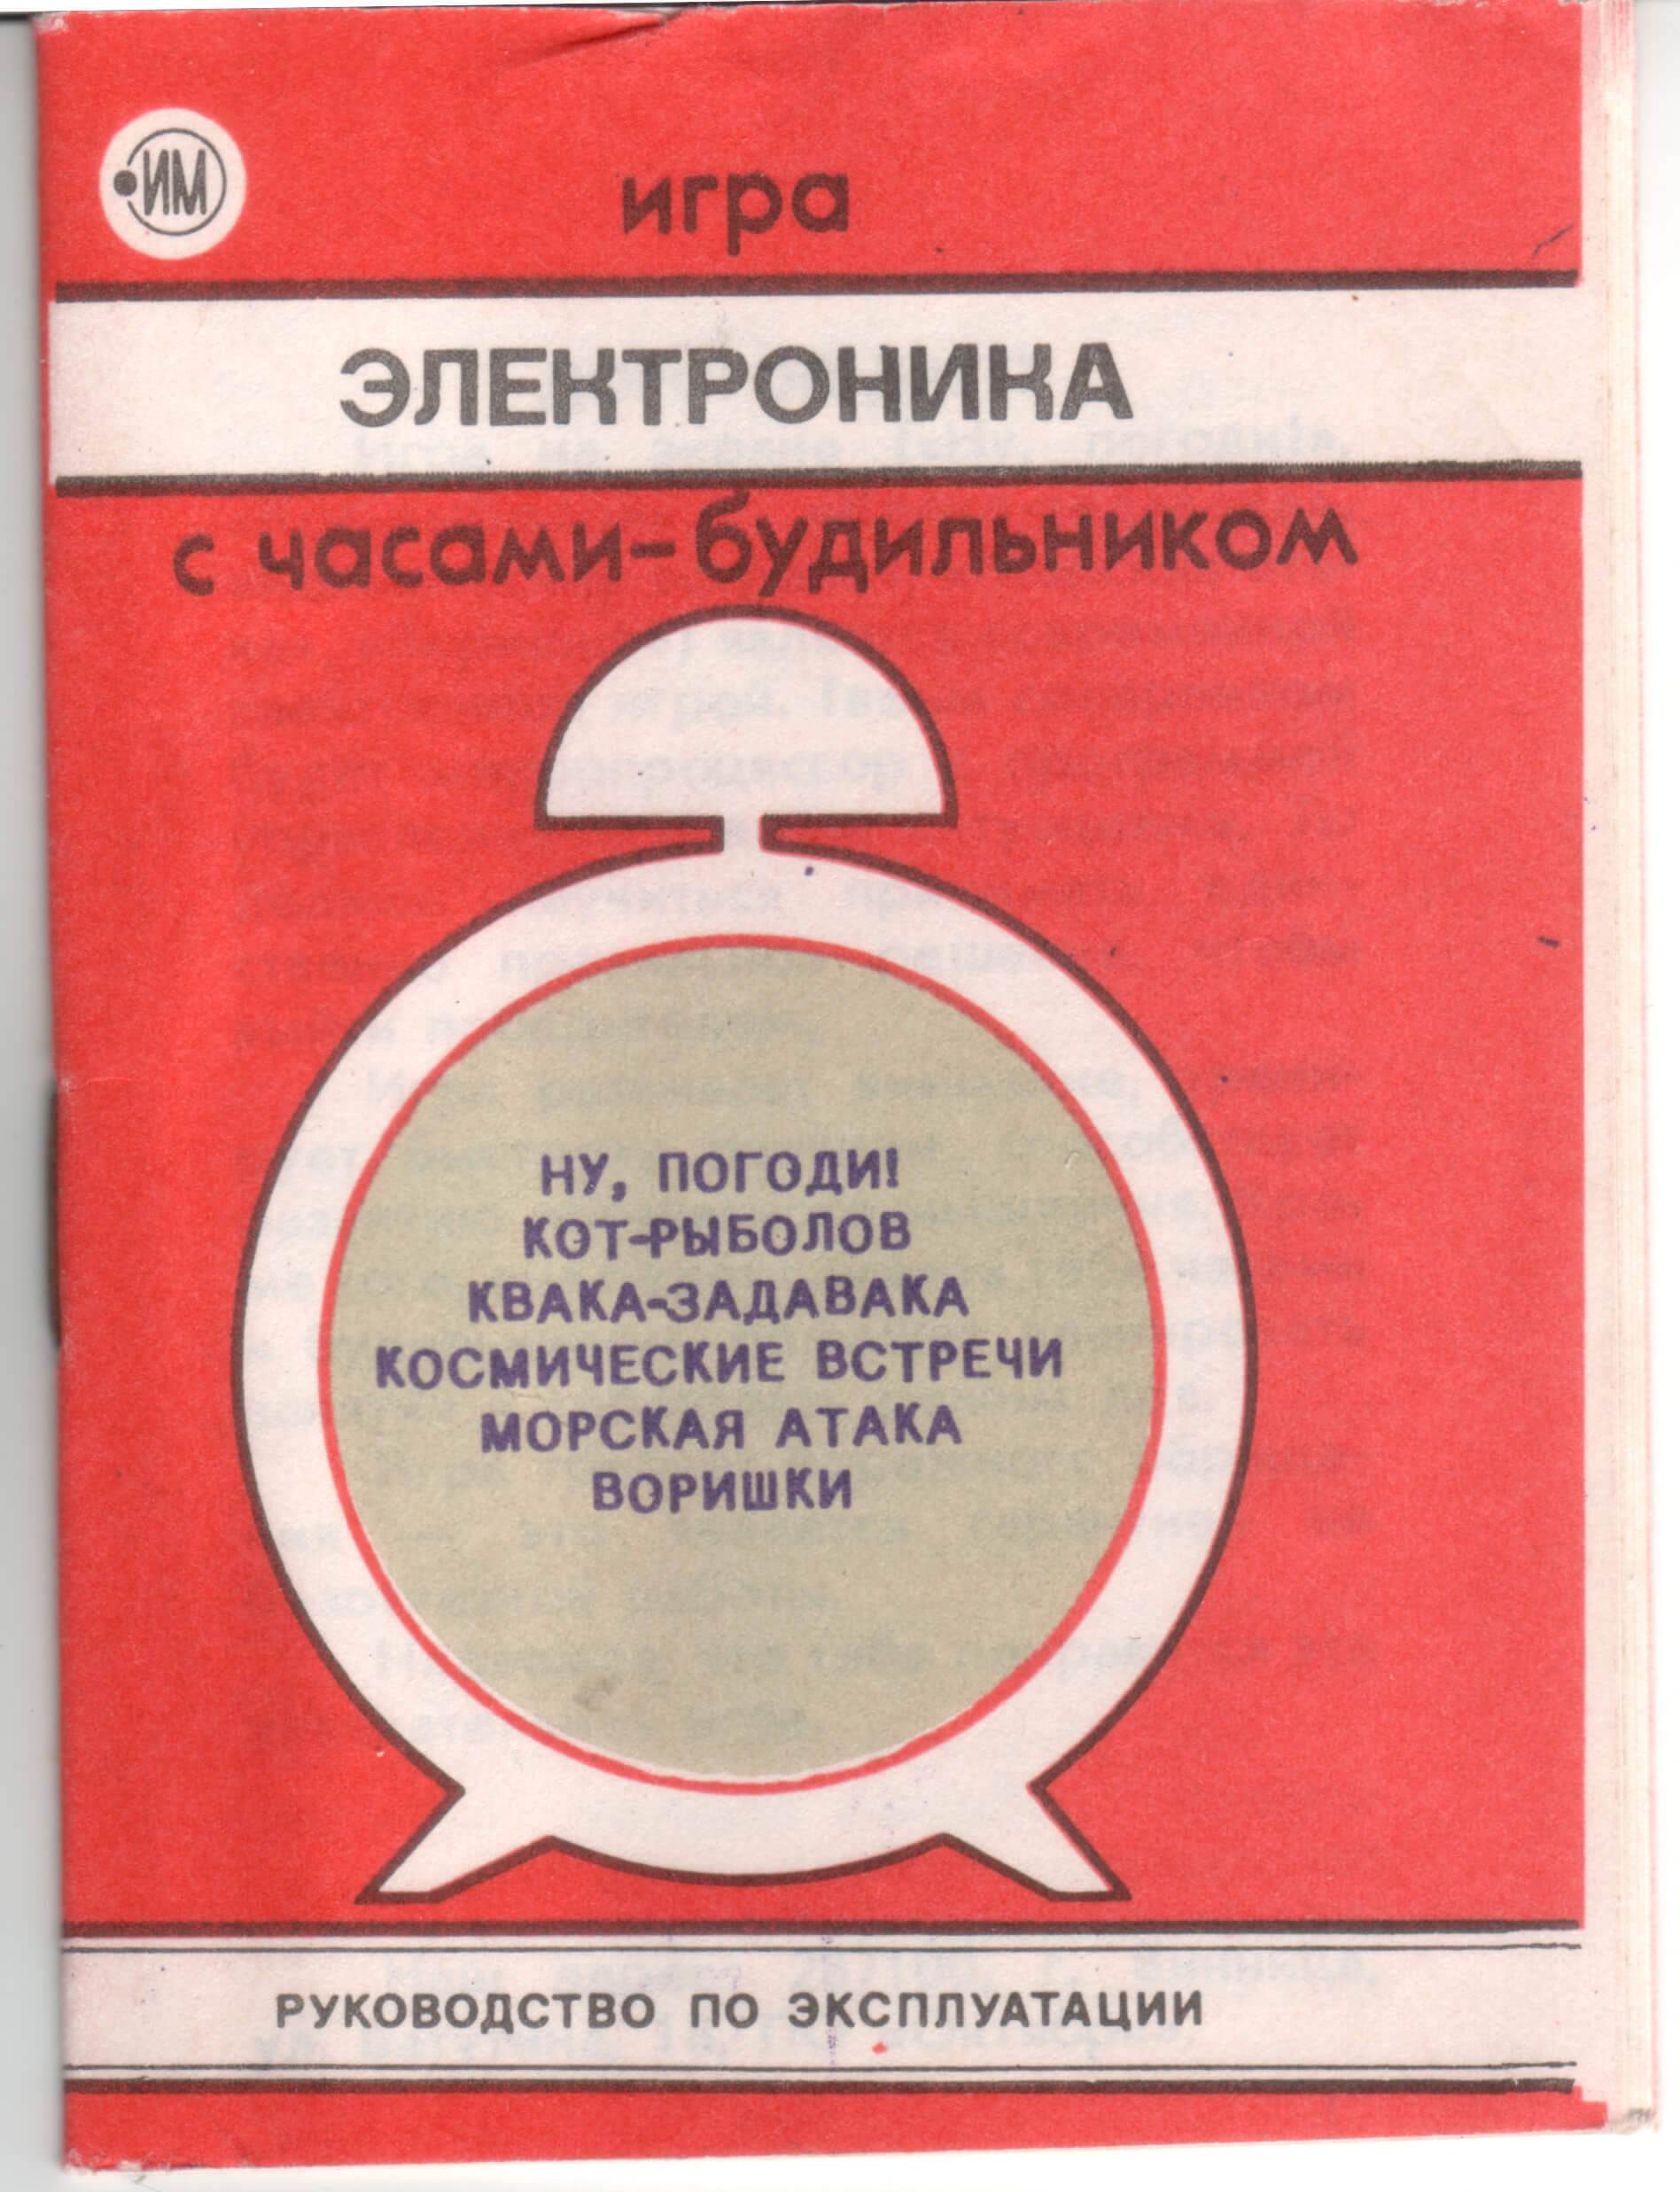 ИМ
игра
ЭЛЕКТРОНИКА
с часами-будильником
НУ, ПОГОДИ!
КОТ-РЫБОЛОВ
КВАКА-ЗАДАВАКА
КОСМИЧЕСКИЕ ВСТРЕЧИ
МОРСКАЯ АТАКА
ВОРИШКИ
РУКОВОДСТВО ПО ЭКСПЛУАТАЦИИ